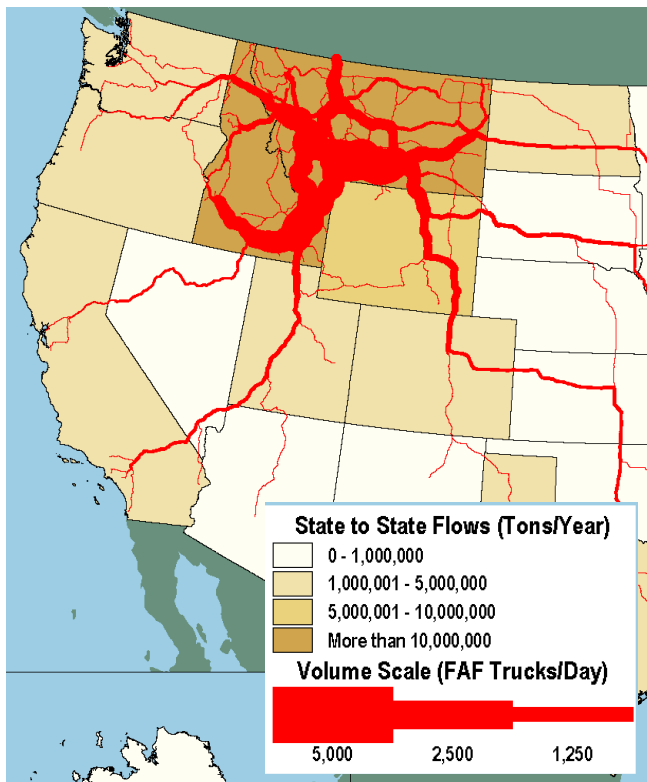 State to State Flows (Tons/Year)
0 - 1,000,000
1,000,001 - 5,000,000
5,000,001 - 10,000,000
More than 10,000,000
Volume Scale (FAF Trucks/Day)
5,000 2,500 1,250